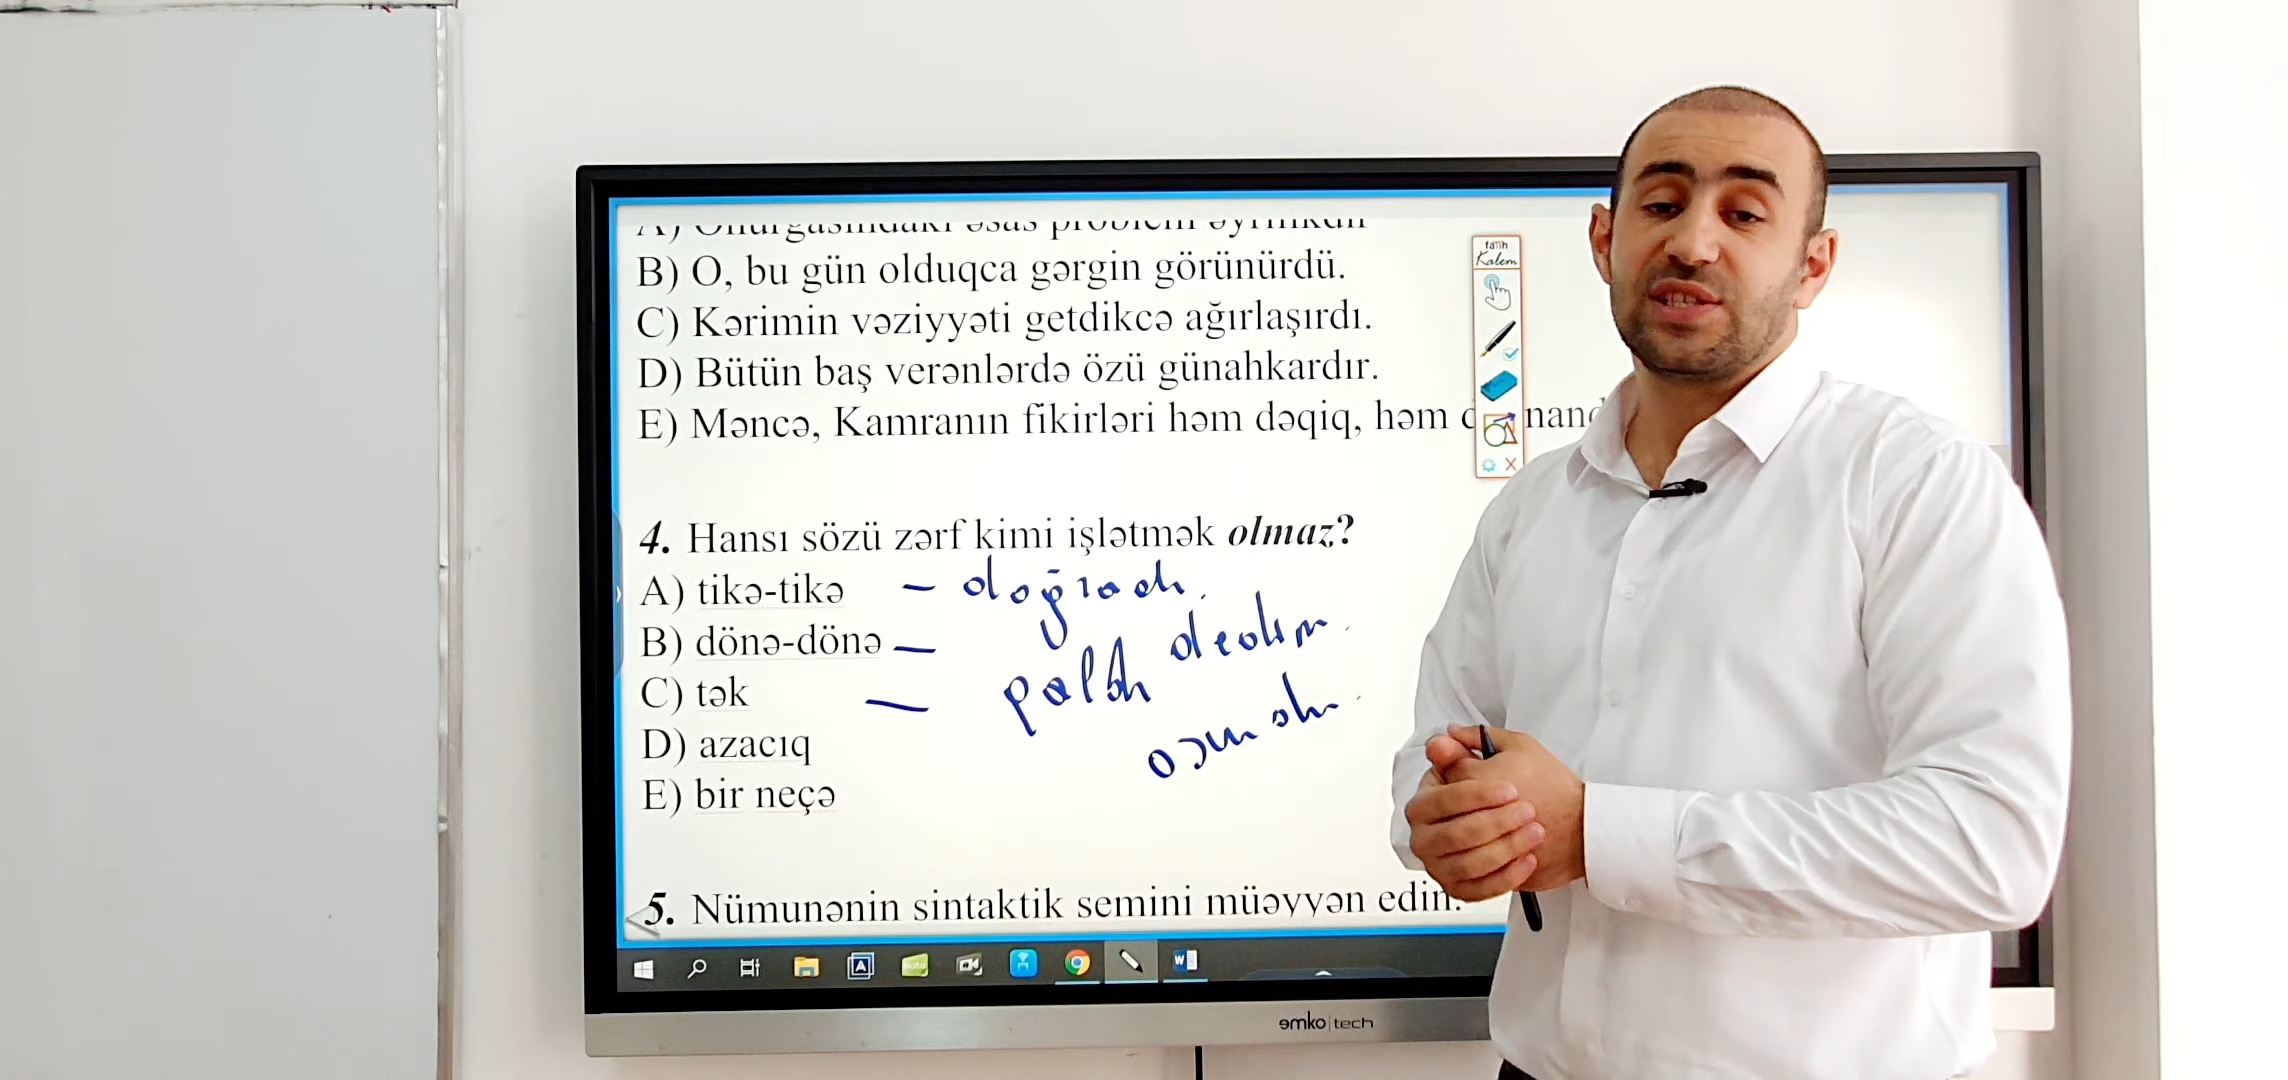 B) O, bu gün olduqca gərgin görünürdü.
C) Kərimin vəziyyəti getdikcə ağırlaşırdı.
D) Bütün baş verənlərdə özü günahkardır.
E) Məncə, Kamranın fikirləri həm dəqiq, həm
fatih
Kalem
4. Hansı sözü zərf kimi işlətmək olmaz?
A) tikə-tikə – doğradı.
B) dönə-dönə – dedim.
C) tək –
D) azacıq
E) bir neçə
5. Nümunənin sintaktik semini müəyyən edin.
emko|tech